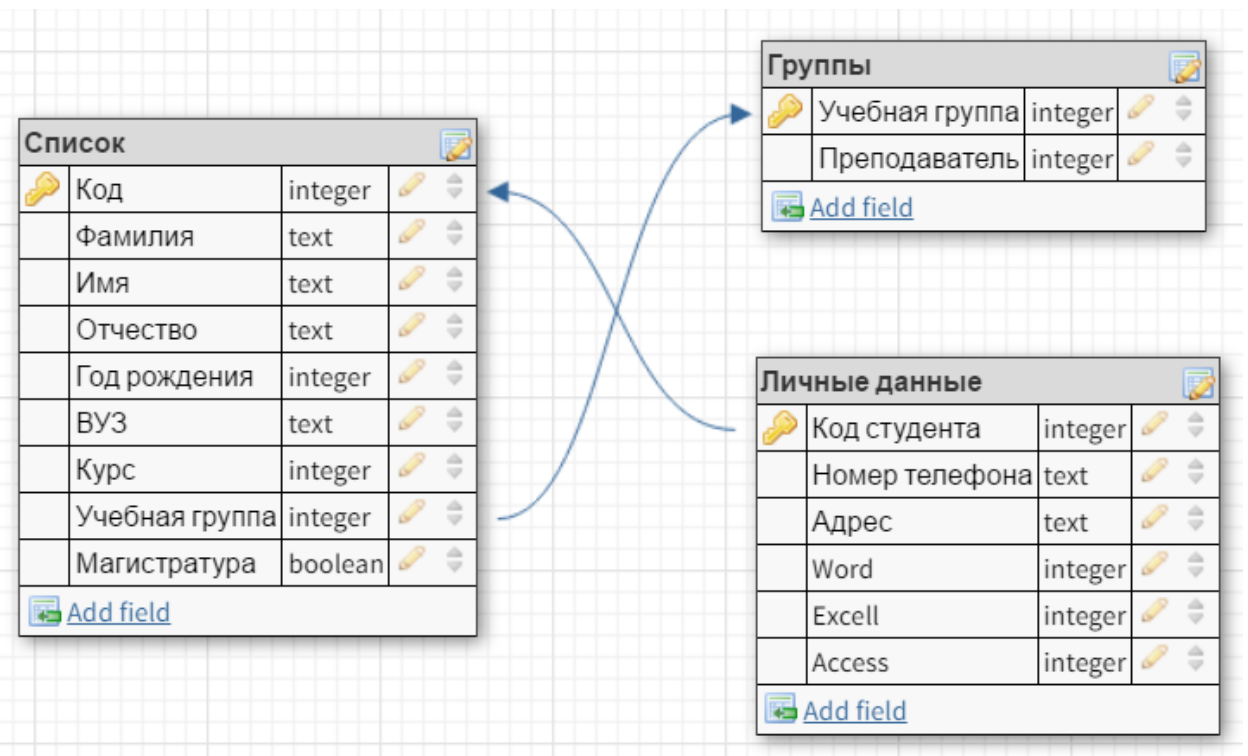 Список
Код integer
Фамилия text
Имя text
Отчество text
Год рождения integer
ВУЗ text
Курс integer
Учебная группа integer
Магистратура boolean
Add field
Группы
Учебная группа integer
Преподаватель integer
Add field
Личные данные
Код студента integer
Номер телефона text
Адрес text
Word integer
Excell integer
Access integer
Add field